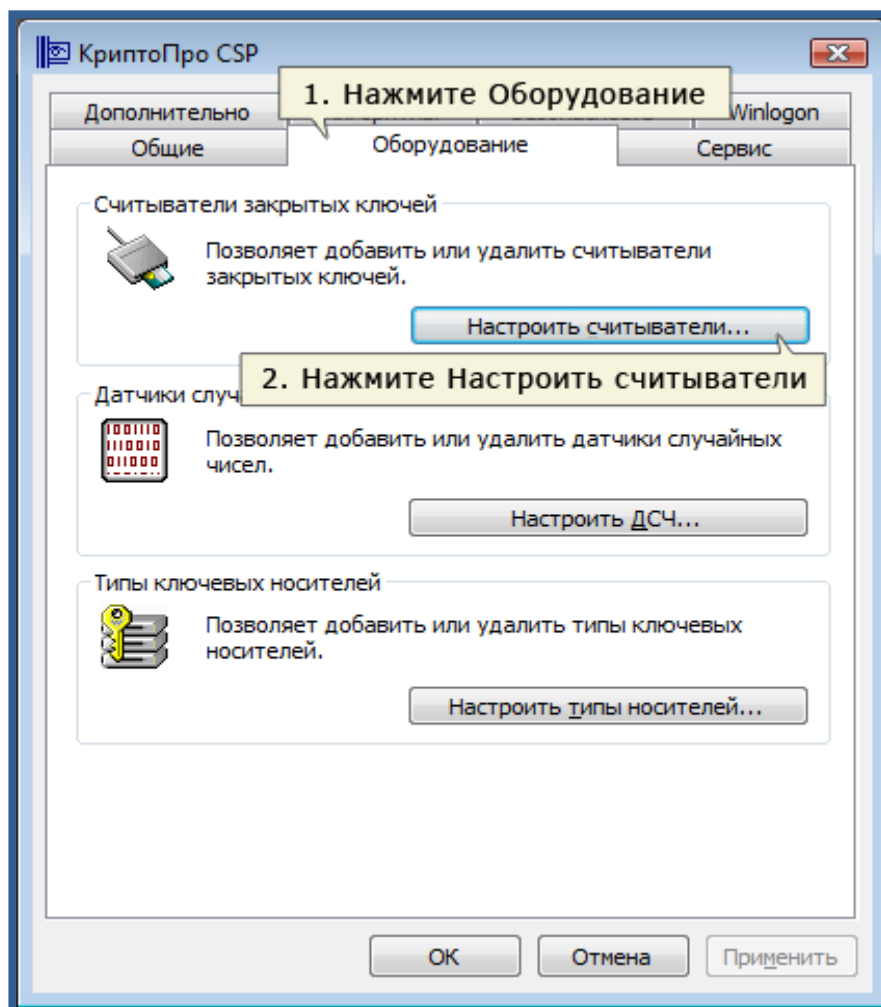 КриптоПро CSP
1. Нажмите Оборудование
Дополнительно
Winlogon
Общие
Оборудование
Сервис
Считыватели закрытых ключей
Позволяет добавить или удалить считыватели
закрытых ключей.
Настроить считыватели...
2. Нажмите Настроить считыватели
Датчики случ
Позволяет добавить или удалить датчики случайных
чисел.
Настроить ДСЧ...
Типы ключевых носителей
Позволяет добавить или удалить типы ключевых
носителей.
Настроить типы носителей...
ОК
Отмена
Применить